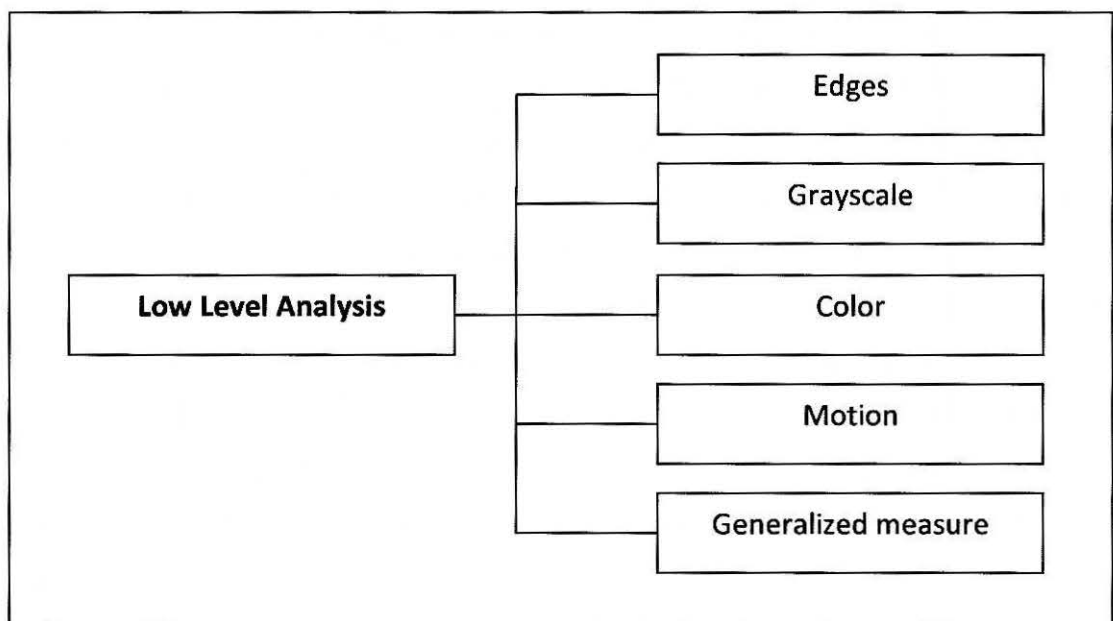 Edges
Grayscale
Low Level Analysis
Color
Motion
Generalized measure